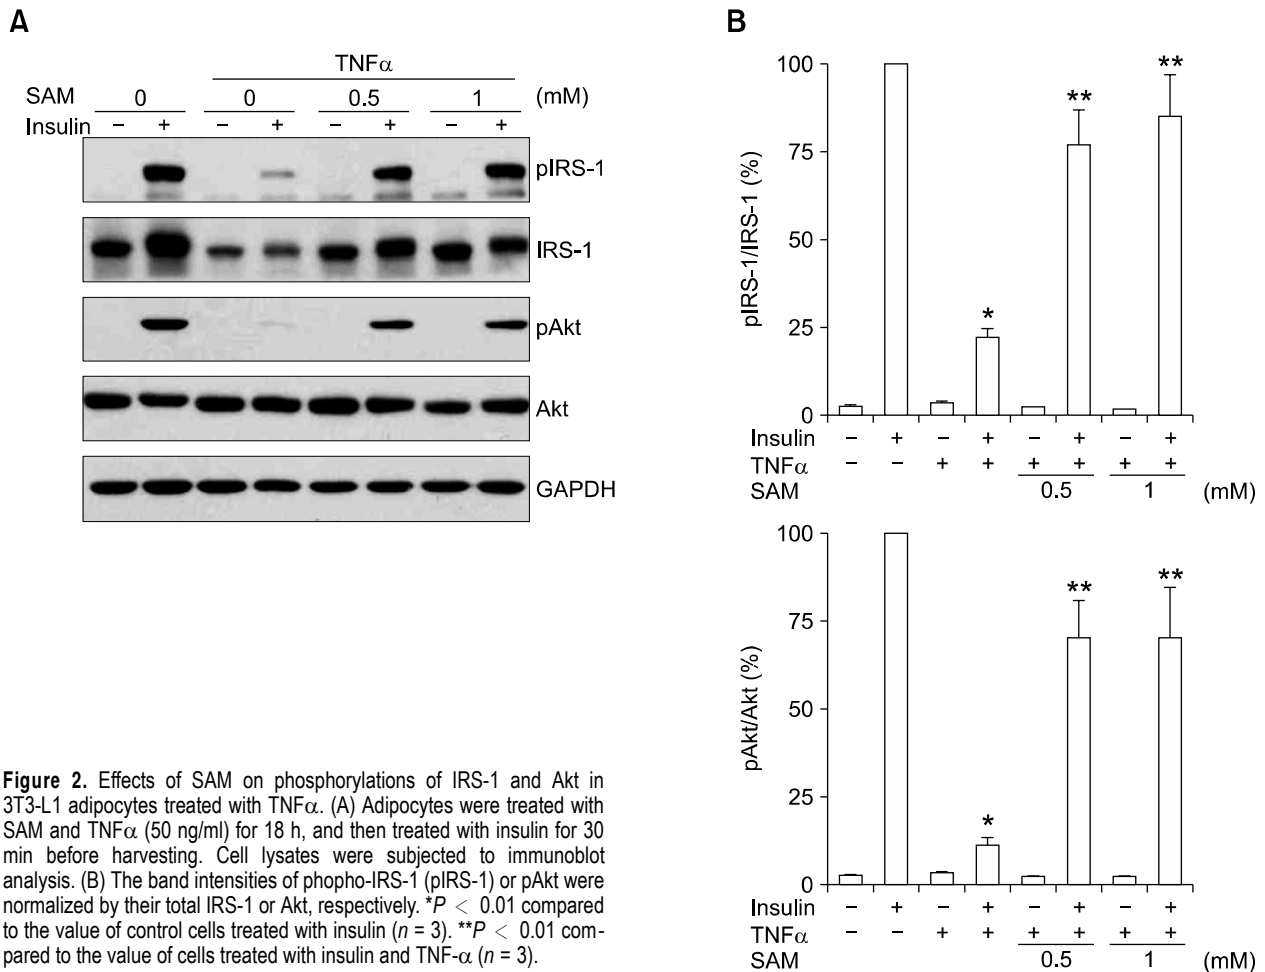 A
TNFα
SAM 0 0 0.5 1 (mM)
Insulin − + − + − + − +
pIRS-1
IRS-1
pAkt
Akt
GAPDH
B
pIRS-1/IRS-1 (%)
100
75
50
25
0
*
**
**
Insulin − + − + − + − +
TNFα − − + + + + + +
SAM 0.5 1 (mM)
pAkt/Akt (%)
100
75
50
25
0
*
**
**
Insulin − + − + − + − +
TNFα − − + + + + + +
SAM 0.5 1 (mM)
Figure 2. Effects of SAM on phosphorylations of IRS-1 and Akt in
3T3-L1 adipocytes treated with TNFα. (A) Adipocytes were treated with
SAM and TNFα (50 ng/ml) for 18 h, and then treated with insulin for 30
min before harvesting. Cell lysates were subjected to immunoblot
analysis. (B) The band intensities of phopho-IRS-1 (pIRS-1) or pAkt were
normalized by their total IRS-1 or Akt, respectively. *P < 0.01 compared
to the value of control cells treated with insulin (n = 3). **P < 0.01 com-
pared to the value of cells treated with insulin and TNF-α (n = 3).